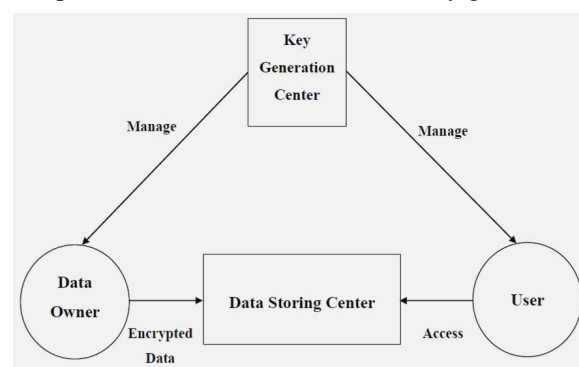 Key
Generation
Center
Manage
Manage
Data
Owner
Data Storing Center
User
Encrypted
Data
Access